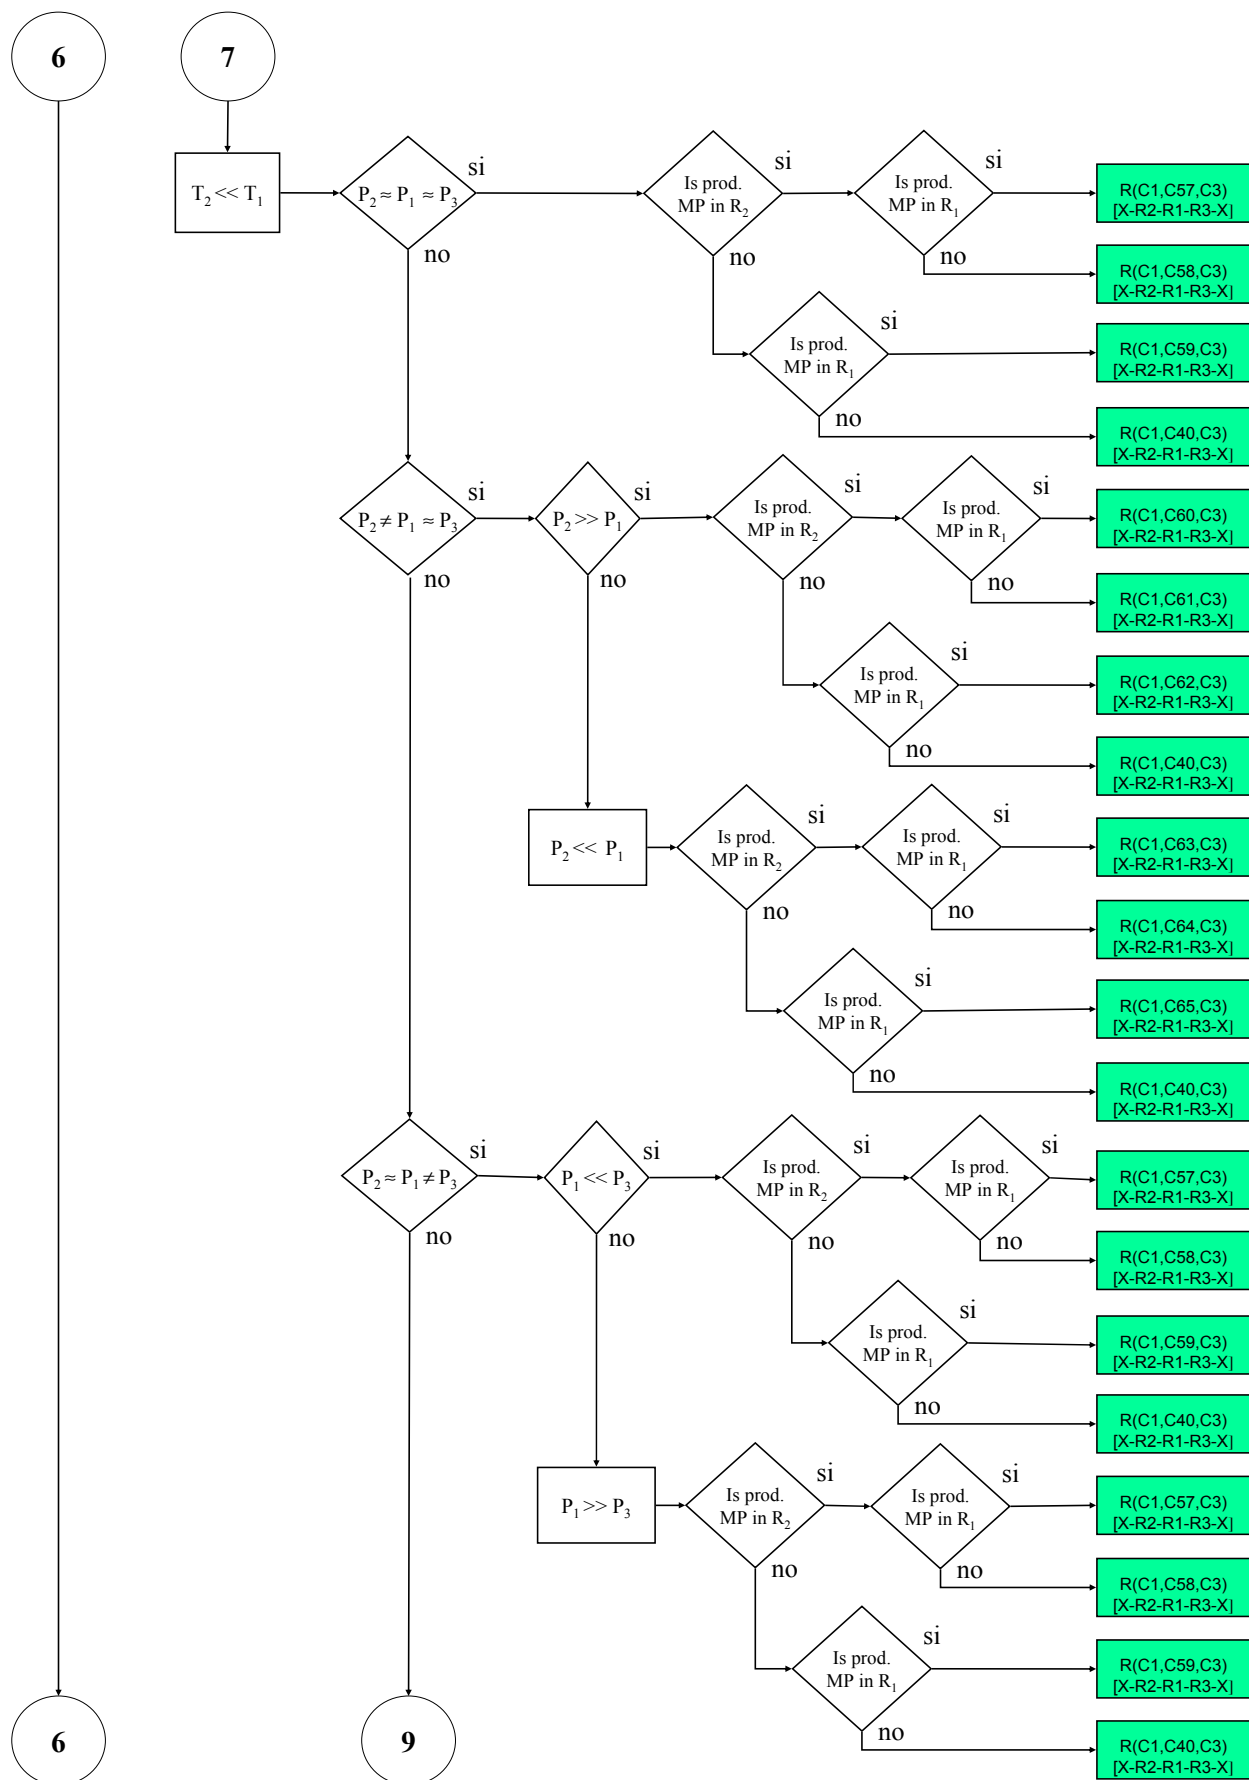 6
7
T₂ << T₁
P₂ ≈ P₁ ≈ P₃
si
no
Is prod.
MP in R₂
si
no
Is prod.
MP in R₁
si
no
R(C1,C57,C3)
[X-R2-R1-R3-X]
R(C1,C58,C3)
[X-R2-R1-R3-X]
Is prod.
MP in R₁
si
no
R(C1,C59,C3)
[X-R2-R1-R3-X]
R(C1,C40,C3)
[X-R2-R1-R3-X]
P₂ ≠ P₁ ≈ P₃
si
no
P₂ >> P₁
si
no
Is prod.
MP in R₂
si
no
Is prod.
MP in R₁
si
no
R(C1,C60,C3)
[X-R2-R1-R3-X]
R(C1,C61,C3)
[X-R2-R1-R3-X]
Is prod.
MP in R₁
si
no
R(C1,C62,C3)
[X-R2-R1-R3-X]
R(C1,C40,C3)
[X-R2-R1-R3-X]
P₂ << P₁
Is prod.
MP in R₂
si
no
Is prod.
MP in R₁
si
no
R(C1,C63,C3)
[X-R2-R1-R3-X]
R(C1,C64,C3)
[X-R2-R1-R3-X]
Is prod.
MP in R₁
si
no
R(C1,C65,C3)
[X-R2-R1-R3-X]
R(C1,C40,C3)
[X-R2-R1-R3-X]
P₂ ≈ P₁ ≠ P₃
si
no
P₁ << P₃
si
no
Is prod.
MP in R₂
si
no
Is prod.
MP in R₁
si
no
R(C1,C57,C3)
[X-R2-R1-R3-X]
R(C1,C58,C3)
[X-R2-R1-R3-X]
Is prod.
MP in R₁
si
no
R(C1,C59,C3)
[X-R2-R1-R3-X]
R(C1,C40,C3)
[X-R2-R1-R3-X]
P₁ >> P₃
Is prod.
MP in R₂
si
no
Is prod.
MP in R₁
si
no
R(C1,C57,C3)
[X-R2-R1-R3-X]
R(C1,C58,C3)
[X-R2-R1-R3-X]
Is prod.
MP in R₁
si
no
R(C1,C59,C3)
[X-R2-R1-R3-X]
R(C1,C40,C3)
[X-R2-R1-R3-X]
6
9